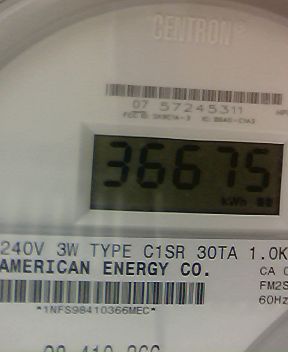 CENTRON®
07 57245311
36675
kWh
240V 3W TYPE C1SR 30TA 1.0K
AMERICAN ENERGY CO.
CA
FM2S
60Hz
*1NFS98410366MEC*